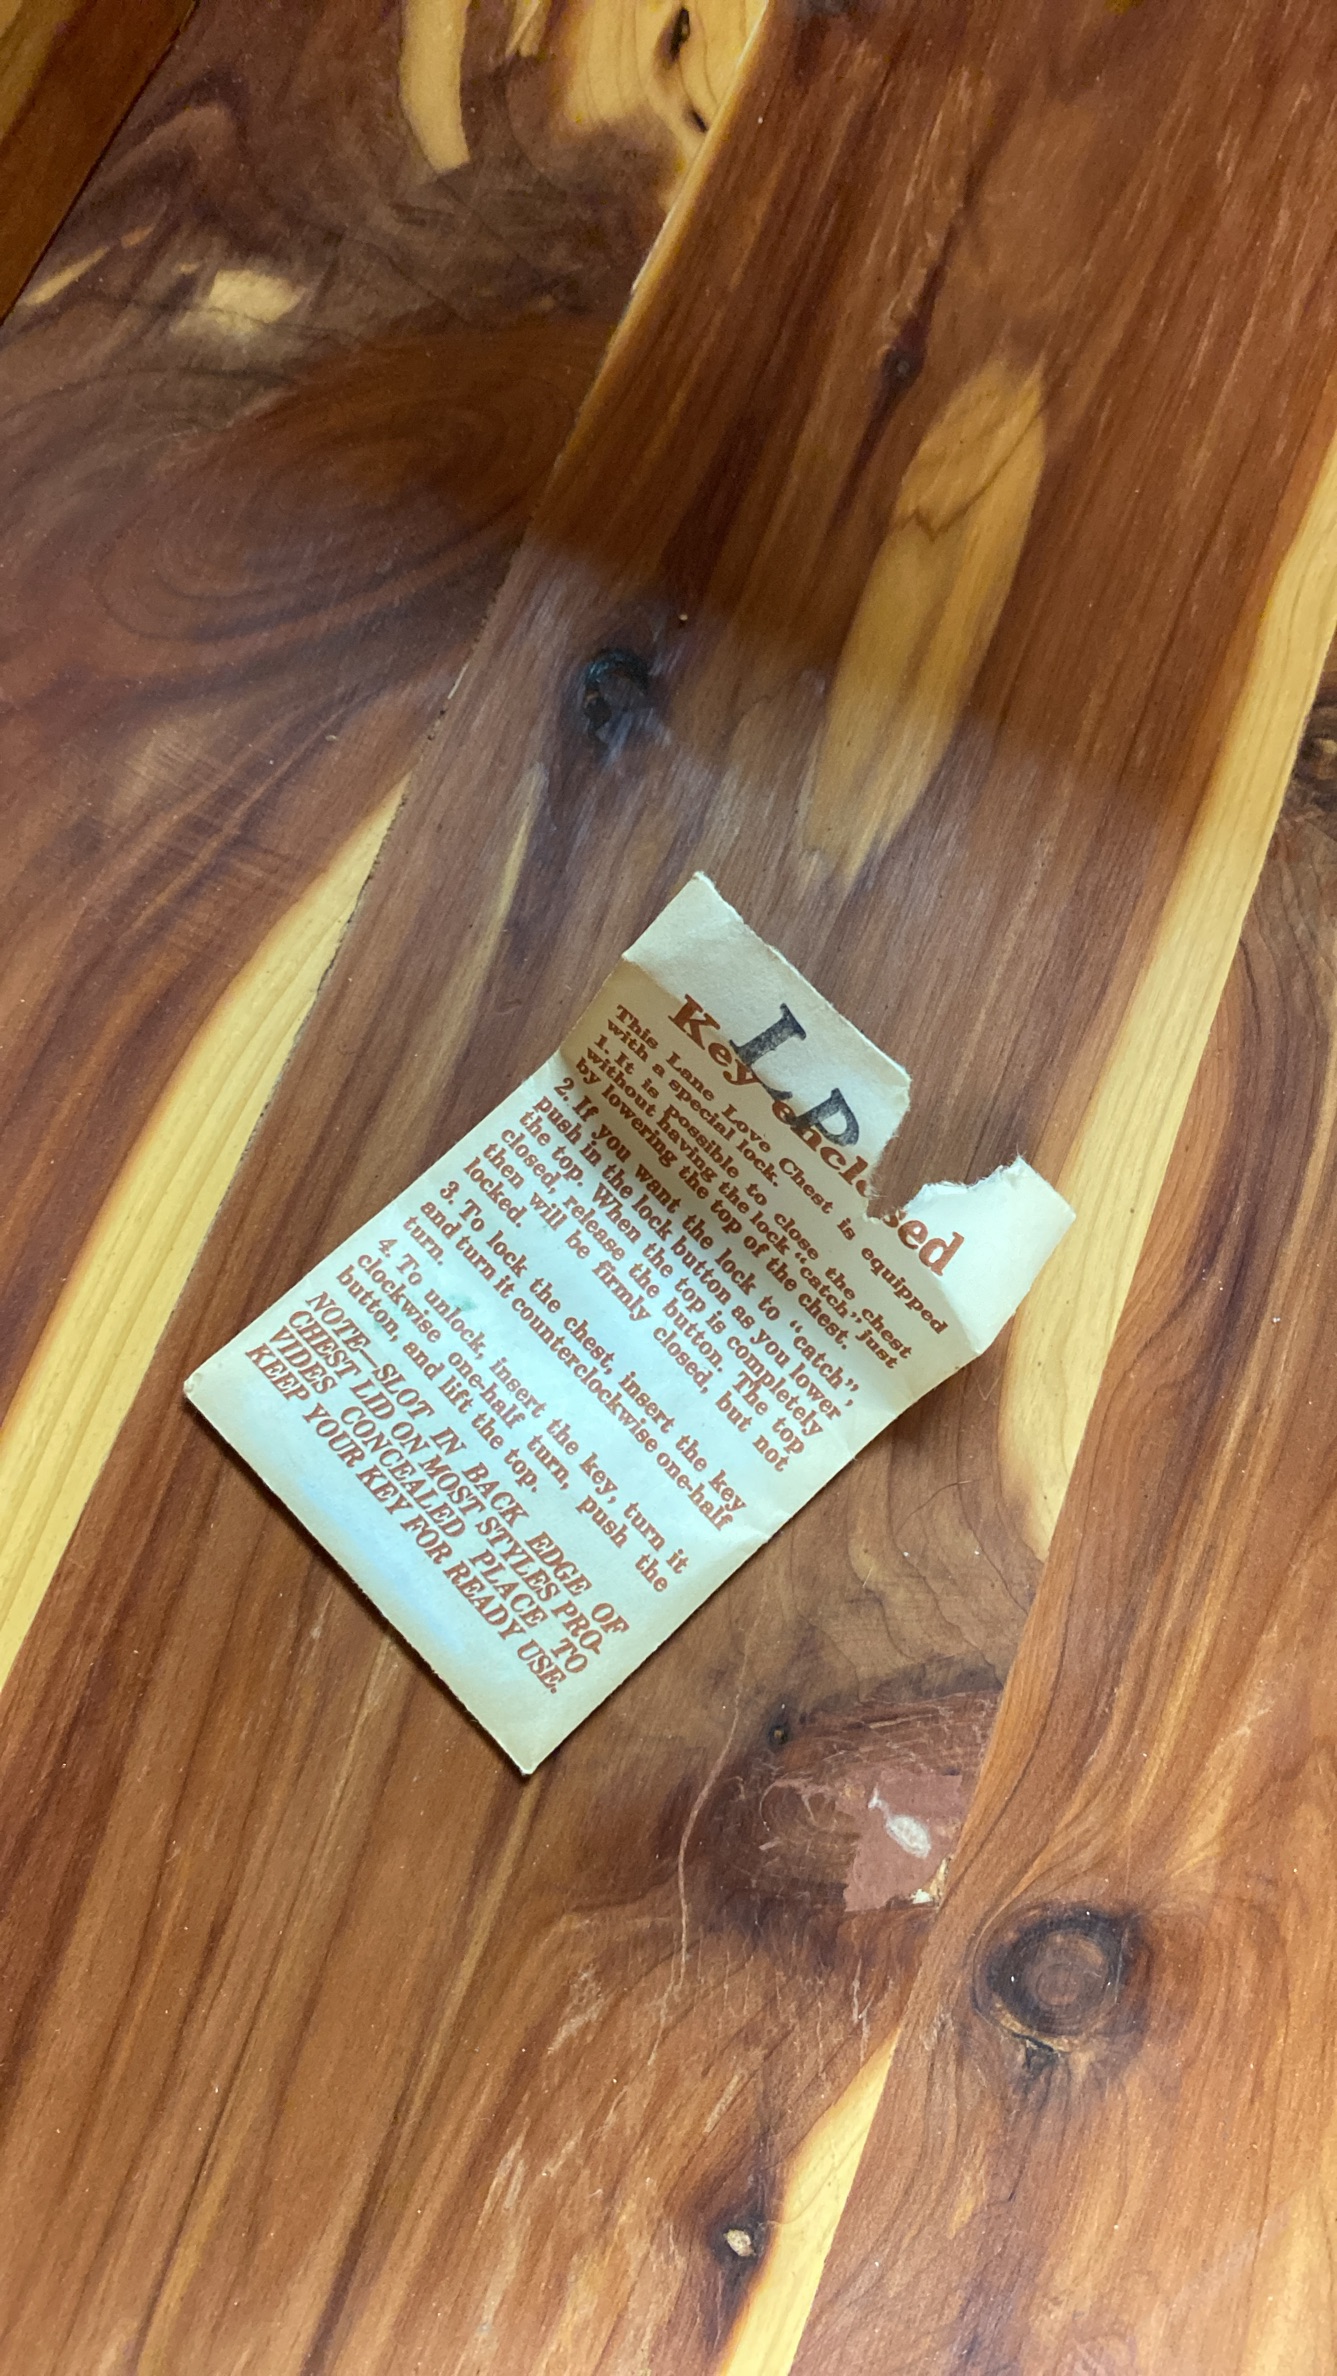 LP
Key enclosed
This Lane Love Chest is equipped
with a special lock.
1. It is possible to close the chest
without having the lock “catch” just
by lowering the top of the chest.
2. If you want the lock to “catch”,
push in the lock button as you lower
the top. When the top is completely
closed, release the button. The top
then will be firmly closed, but not
locked.
3. To lock the chest, insert the key
and turn it counterclockwise one-half
turn.
4. To unlock, insert the key, turn it
clockwise one-half turn, push the
button, and lift the top.
NOTE—SLOT IN BACK EDGE OF
CHEST LID ON MOST STYLES PRO-
VIDES CONCEALED PLACE TO
KEEP YOUR KEY FOR READY USE.